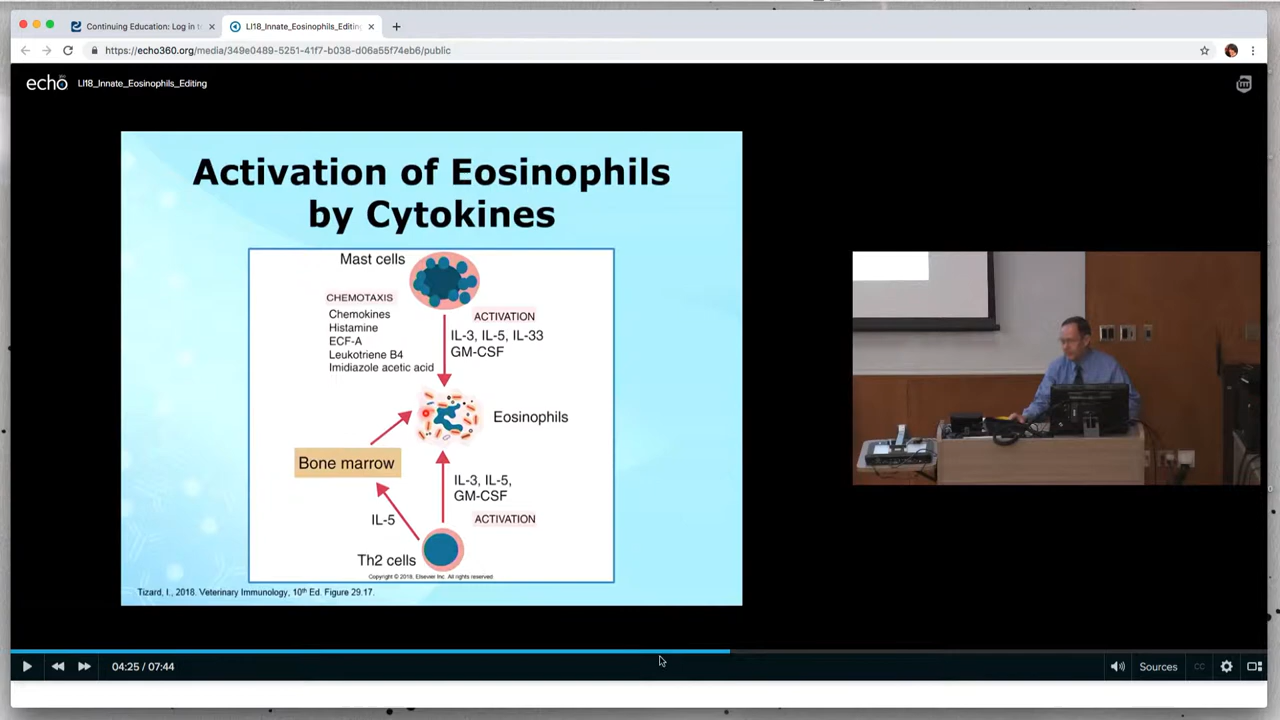 Continuing Education: Log in t
LI18_Innate_Eosinophils_Editin
https://echo360.org/media/349e0489-5251-41f7-b038-d06a55f74eb6/public
echo
LI18_Innate_Eosinophils_Editing
Activation of Eosinophils
by Cytokines
Mast cells
CHEMOTAXIS
Chemokines
Histamine
ECF-A
Leukotriene B4
Imidiazole acetic acid
ACTIVATION
IL-3, IL-5, IL-33
GM-CSF
Eosinophils
Bone marrow
IL-3, IL-5,
GM-CSF
IL-5
ACTIVATION
Th2 cells
Copyright © 2018, Elsevier Inc. All rights reserved.
Tizard, I., 2018. Veterinary Immunology, 10th Ed. Figure 29.17.
04:25 / 07:44
Sources
CC